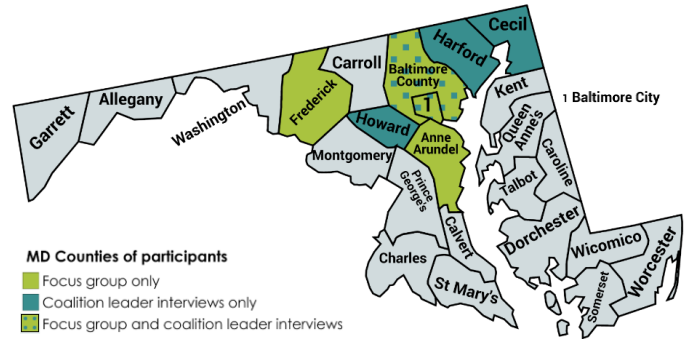 Garrett
Allegany
Washington
Frederick
Carroll
Baltimore
County
1
Harford
Cecil
Howard
Montgomery
Anne
Arundel
Prince
George's
Calvert
Charles
St Mary's
Kent
Queen
Anne's
Caroline
Talbot
Dorchester
Wicomico
Somerset
Worcester
1 Baltimore City
MD Counties of participants
Focus group only
Coalition leader interviews only
Focus group and coalition leader interviews